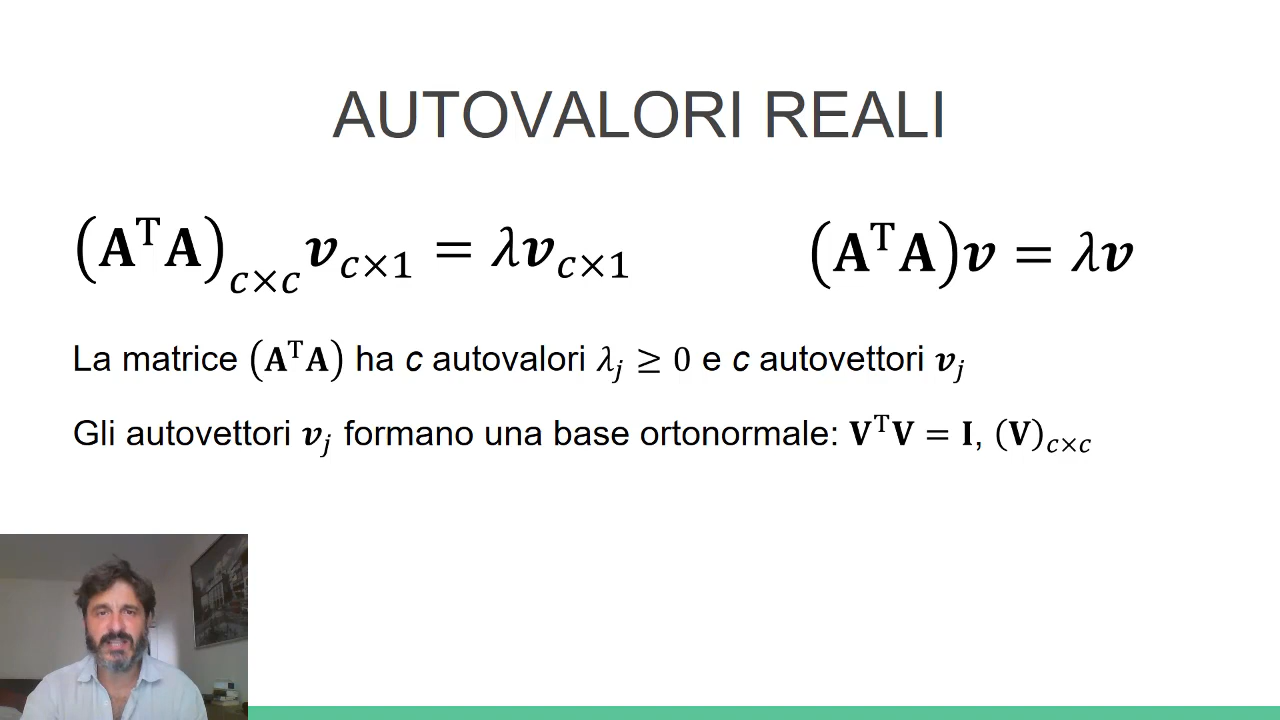 AUTOVALORI REALI
(AᵀA)c×c vc×1 = λvc×1 (AᵀA)v = λv
La matrice (AᵀA) ha c autovalori λj ≥ 0 e c autovettori vj
Gli autovettori vj formano una base ortonormale: VᵀV = I, (V)c×c